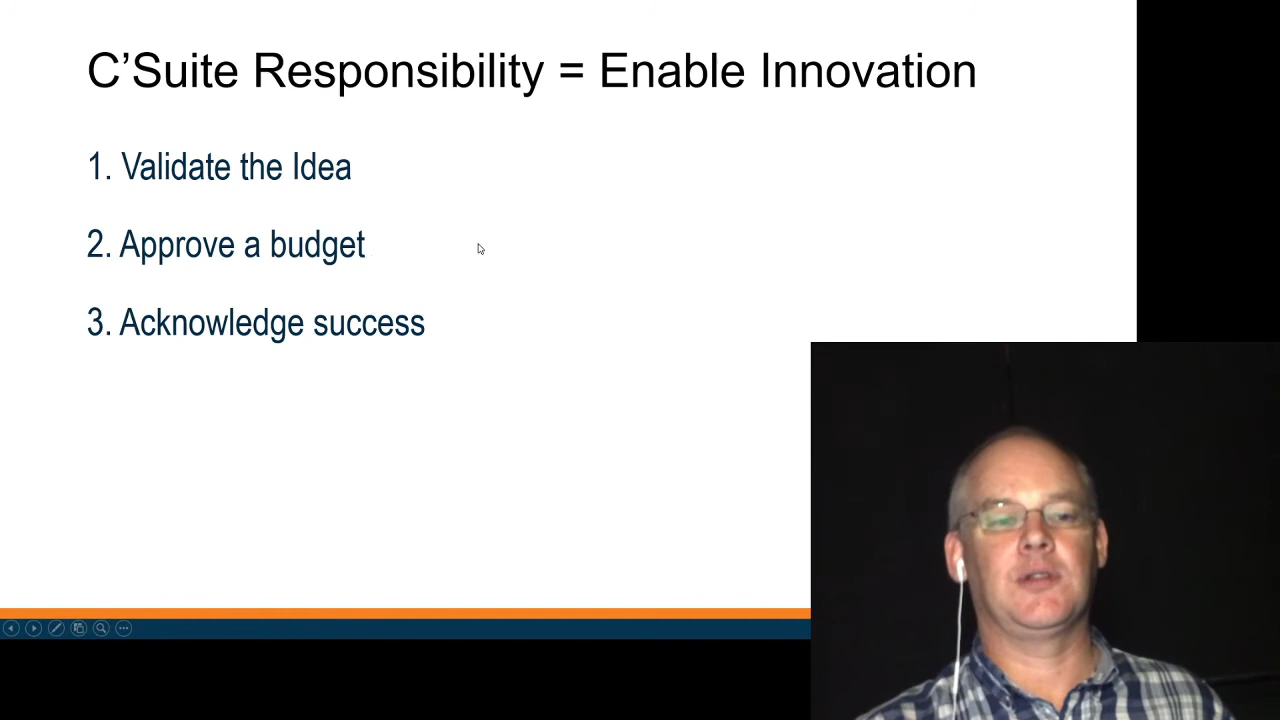 C'Suite Responsibility = Enable Innovation
1. Validate the Idea
2. Approve a budget
3. Acknowledge success